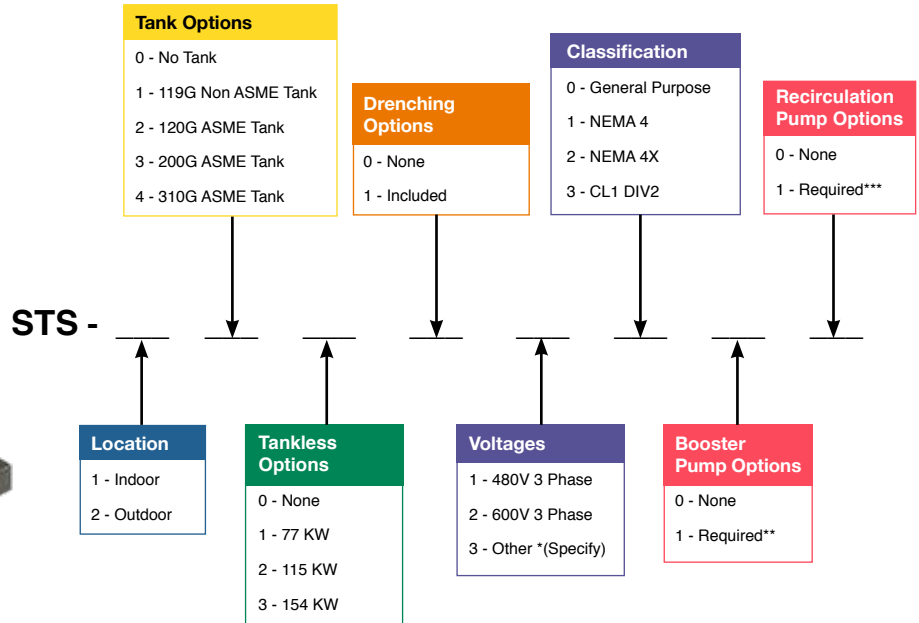 Tank Options
0 - No Tank
1 - 119G Non ASME Tank
2 - 120G ASME Tank
3 - 200G ASME Tank
4 - 310G ASME Tank
Drenching
Options
0 - None
1 - Included
Classification
0 - General Purpose
1 - NEMA 4
2 - NEMA 4X
3 - CL1 DIV2
Recirculation
Pump Options
0 - None
1 - Required***
STS -
Location
1 - Indoor
2 - Outdoor
Tankless
Options
0 - None
1 - 77 KW
2 - 115 KW
3 - 154 KW
Voltages
1 - 480V 3 Phase
2 - 600V 3 Phase
3 - Other *(Specify)
Booster
Pump Options
0 - None
1 - Required**